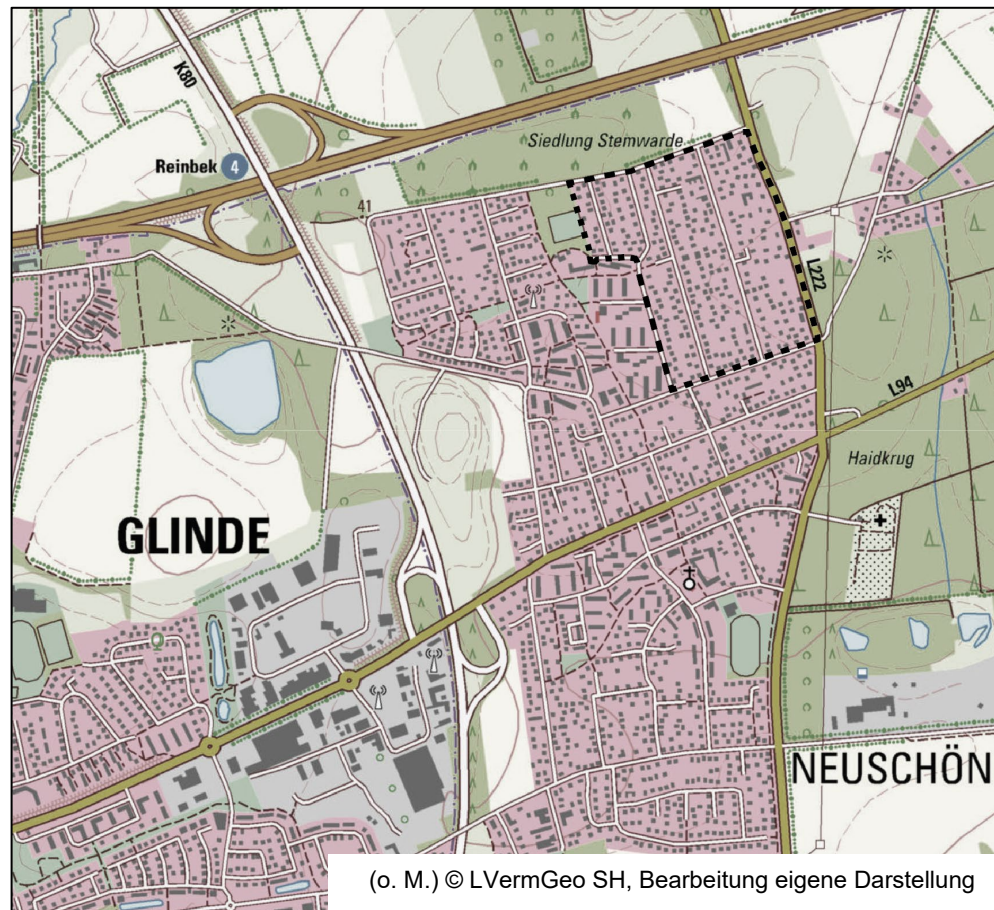 K80
Siedlung Stemwarde
Reinbek 4
41
L222
L94
Haidkrug
GLINDE
NEUSCHÖN
(o. M.) © LVermGeo SH, Bearbeitung eigene Darstellung